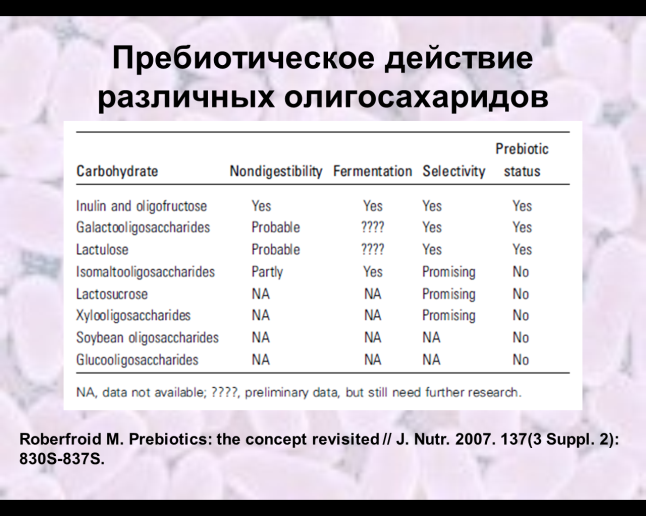 Пребиотическое действие
различных олигосахаридов
Prebiotic
Carbohydrate Nondigestibility Fermentation Selectivity status
Inulin and oligofructose Yes Yes Yes Yes
Galactooligosaccharides Probable ???? Yes Yes
Lactulose Probable ???? Yes Yes
Isomaltooligosaccharides Partly Yes Promising No
Lactosucrose NA NA Promising No
Xylooligosaccharides NA NA Promising No
Soybean oligosaccharides NA NA NA No
Glucooligosaccharides NA NA NA No
NA, data not available; ????, preliminary data, but still need further research.
Roberfroid M. Prebiotics: the concept revisited // J. Nutr. 2007. 137(3 Suppl. 2):
830S-837S.